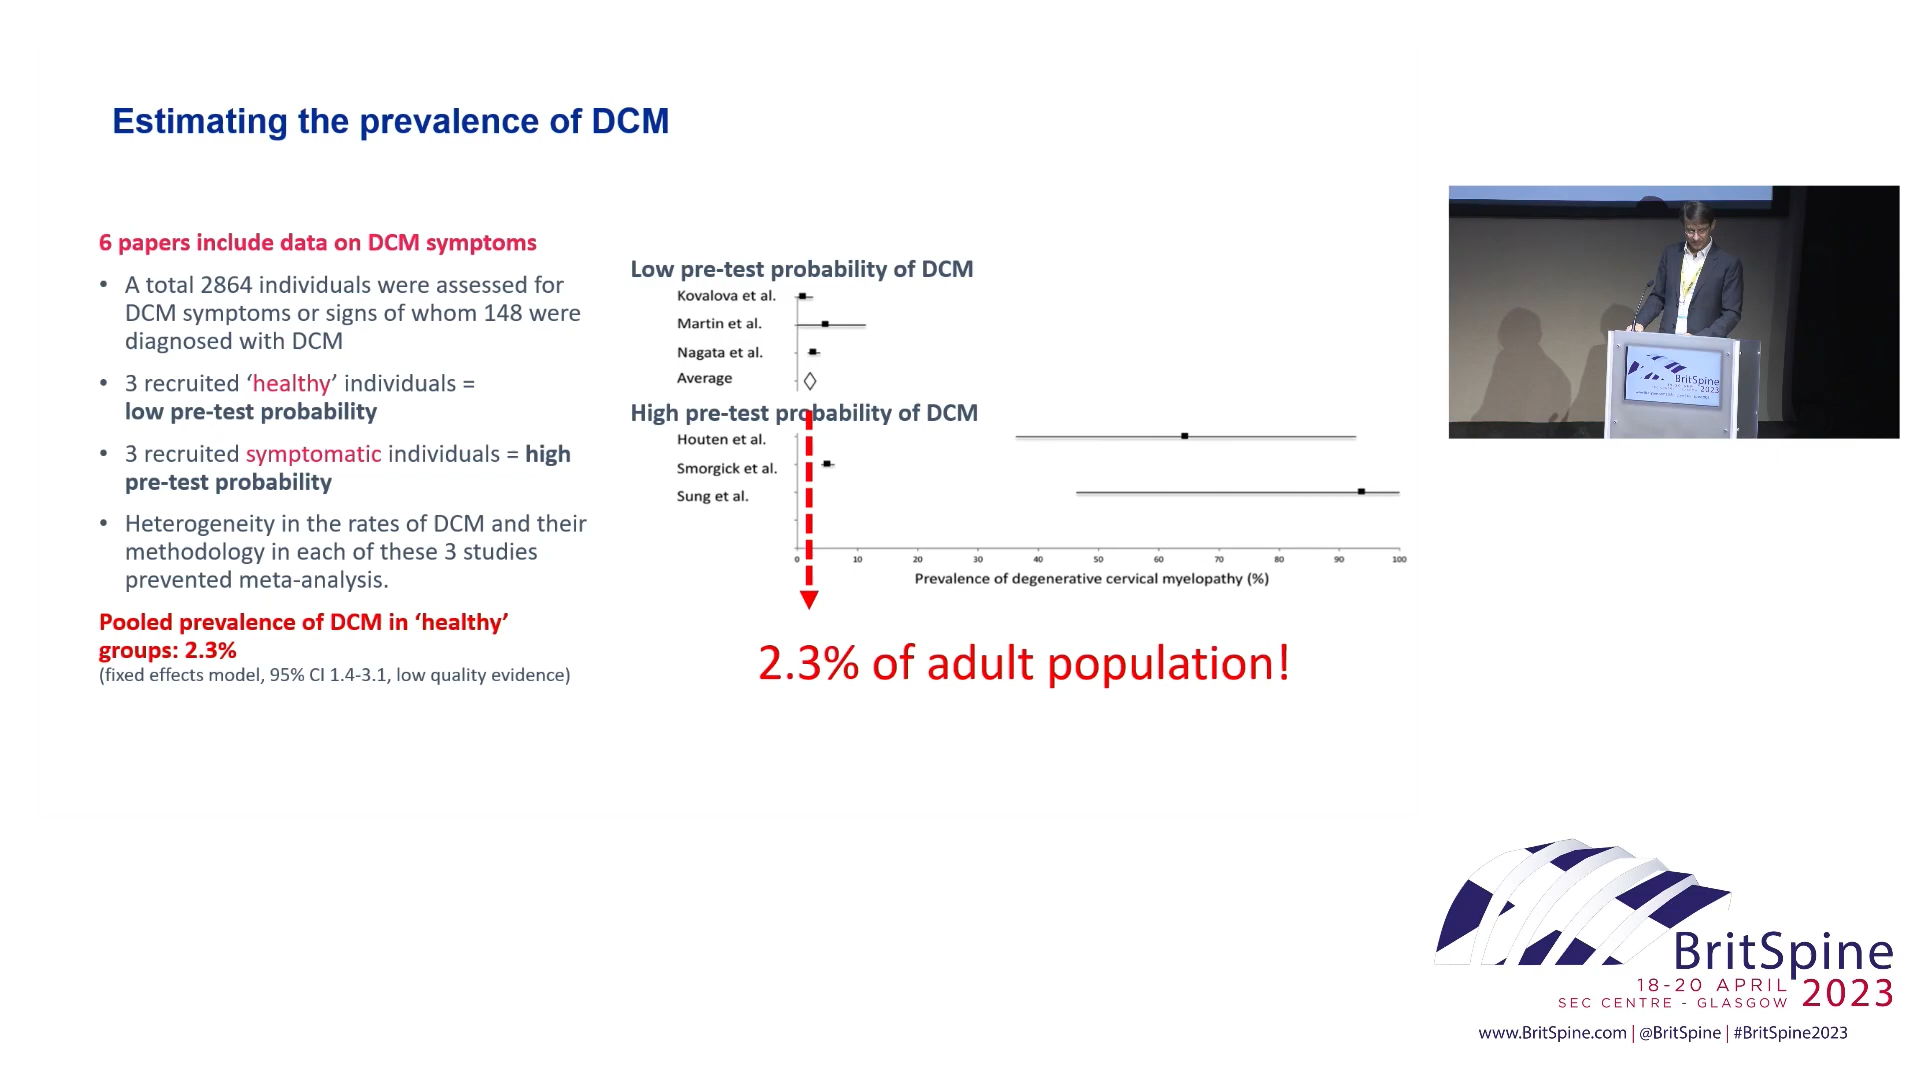 Estimating the prevalence of DCM
6 papers include data on DCM symptoms
• A total 2864 individuals were assessed for
DCM symptoms or signs of whom 148 were
diagnosed with DCM
• 3 recruited ‘healthy’ individuals =
low pre-test probability
• 3 recruited symptomatic individuals = high
pre-test probability
• Heterogeneity in the rates of DCM and their
methodology in each of these 3 studies
prevented meta-analysis.
Pooled prevalence of DCM in ‘healthy’
groups: 2.3%
(fixed effects model, 95% CI 1.4-3.1, low quality evidence)
Low pre-test probability of DCM
Kovalova et al.
Martin et al.
Nagata et al.
Average
High pre-test probability of DCM
Houten et al.
Smorgick et al.
Sung et al.
0 10 20 30 40 50 60 70 80 90 100
Prevalence of degenerative cervical myelopathy (%)
2.3% of adult population!
BritSpine
2023
BritSpine
18-20 APRIL 2023
SEC CENTRE - GLASGOW
www.BritSpine.com | @BritSpine | #BritSpine2023